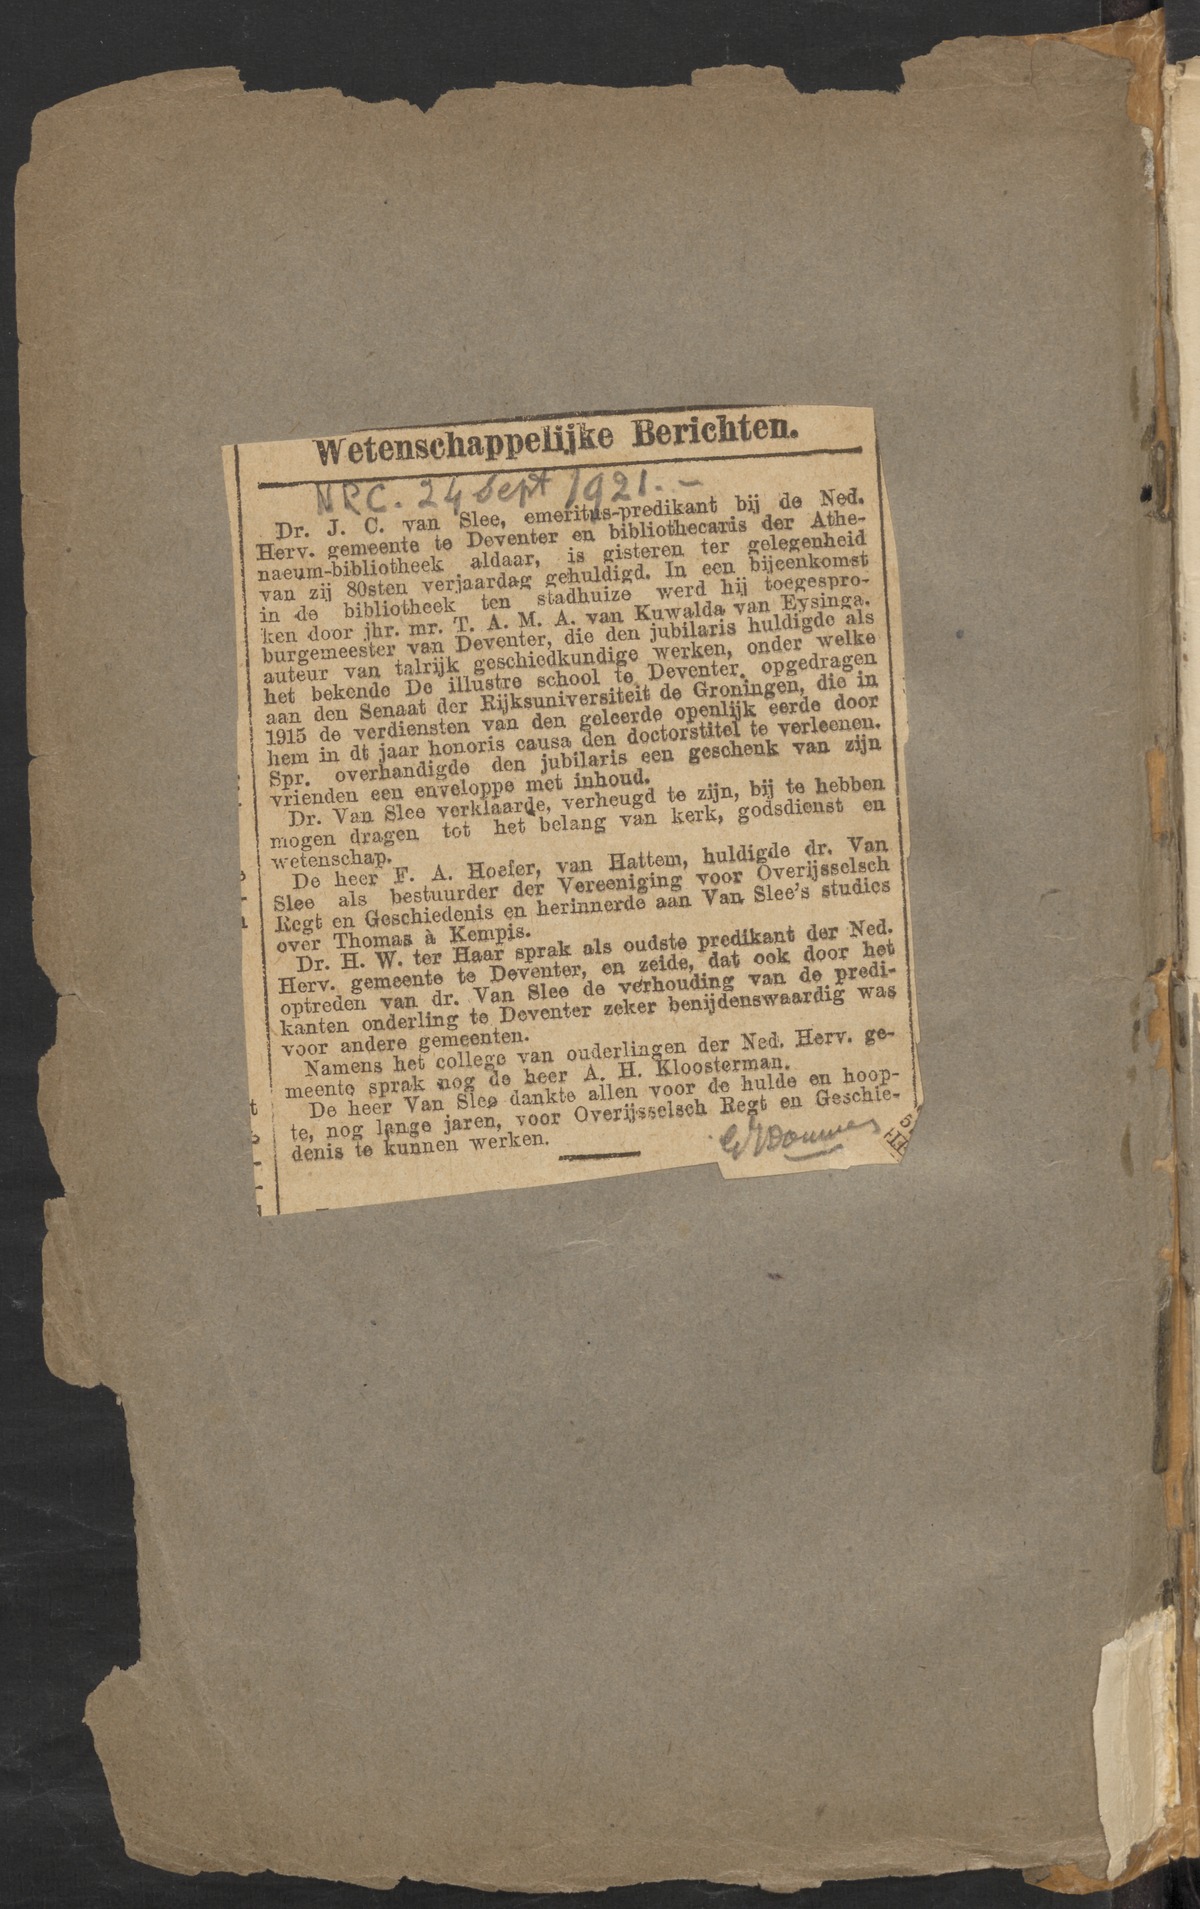 Wetenschappelijke Berichten.
NRC. 24 Sept 1921. –
Dr. J. C. van Slee, emeritus-predikant bij de Ned.
Herv. gemeente te Deventer en bibliothecaris der Athe-
naeum-bibliotheek aldaar, is gisteren ter gelegenheid
van zij 80sten verjaardag gehuldigd. In een bijeenkomst
in de bibliotheek ten stadhuize werd hij toegespro-
ken door jhr. mr. T. A. M. A. van Kuwalda van Eysinga.
burgemeester van Deventer, die den jubilaris huldigde als
auteur van talrijk geschiedkundige werken, onder welke
het bekende De illustre school te Deventer, opgedragen
aan den Senaat der Rijksuniversiteit de Groningen, die in
1915 de verdiensten van den geleerde openlijk eerde door
hem in dt jaar honoris causa den doctorstitel te verleenen.
Spr. overhandigde den jubilaris een geschenk van zijn
vrienden een enveloppe met inhoud.
Dr. Van Slee verklaarde, verheugd te zijn, bij te hebben
mogen dragen tot het belang van kerk, godsdienst en
wetenschap.
De heer F. A. Hoefer, van Hattem, huldigde dr. Van
Slee als bestuurder der Vereeniging voor Overijsselsch
Regt en Geschiedenis en herinnerde aan Van Slee's studies
over Thomas à Kempis.
Dr. H. W. ter Haar sprak als oudste predikant der Ned.
Herv. gemeente te Deventer, en zeide, dat ook door het
optreden van dr. Van Slee de verhouding van de predi-
kanten onderling te Deventer zeker benijdenswaardig was
voor andere gemeenten.
Namens het college van ouderlingen der Ned. Herv. ge-
meente sprak nog de heer A. H. Kloosterman.
De heer Van Slee dankte allen voor de hulde en hoop-
te, nog lange jaren, voor Overijsselsch Regt en Geschie-
denis te kunnen werken.